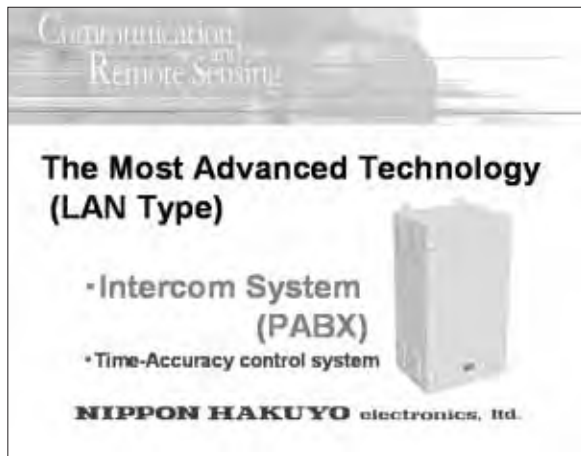 Communication
and
Remote Sensing
The Most Advanced Technology
(LAN Type)
・Intercom System
(PABX)
・Time-Accuracy control system
NIPPON HAKUYO electronics, ltd.